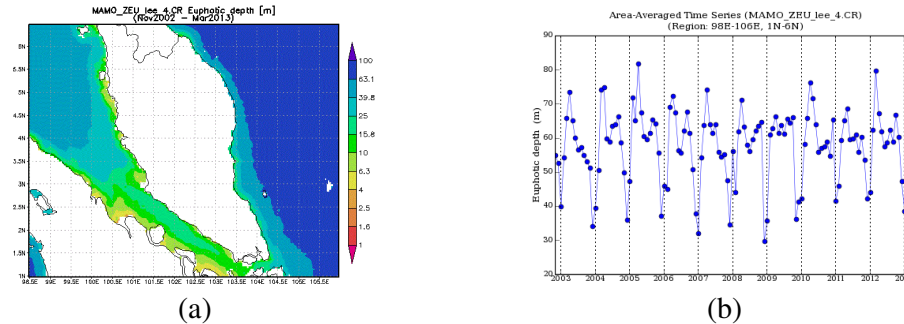 MAMO_ZEU_lee_4.CR Euphotic depth [m]
(Nov2002 – Mar2013)
6.5N
5.5N
5N
4.5N
4N
3.5N
3N
2.5N
2N
1.5N
1N
98.5E 99E 99.5E 100E 100.5E 101E 101.5E 102E 102.5E 103E 103.5E 104E 104.5E 105E 105.5E
100
63.1
39.8
25
15.8
10
6.3
4
2.5
1.6
1
(a)
Area-Averaged Time Series (MAMO_ZEU_lee_4.CR)
(Region: 98E-106E, 1N-6N)
Euphotic depth (m)
90
80
70
60
50
40
30
20
2003 2004 2005 2006 2007 2008 2009 2010 2011 2012
(b)